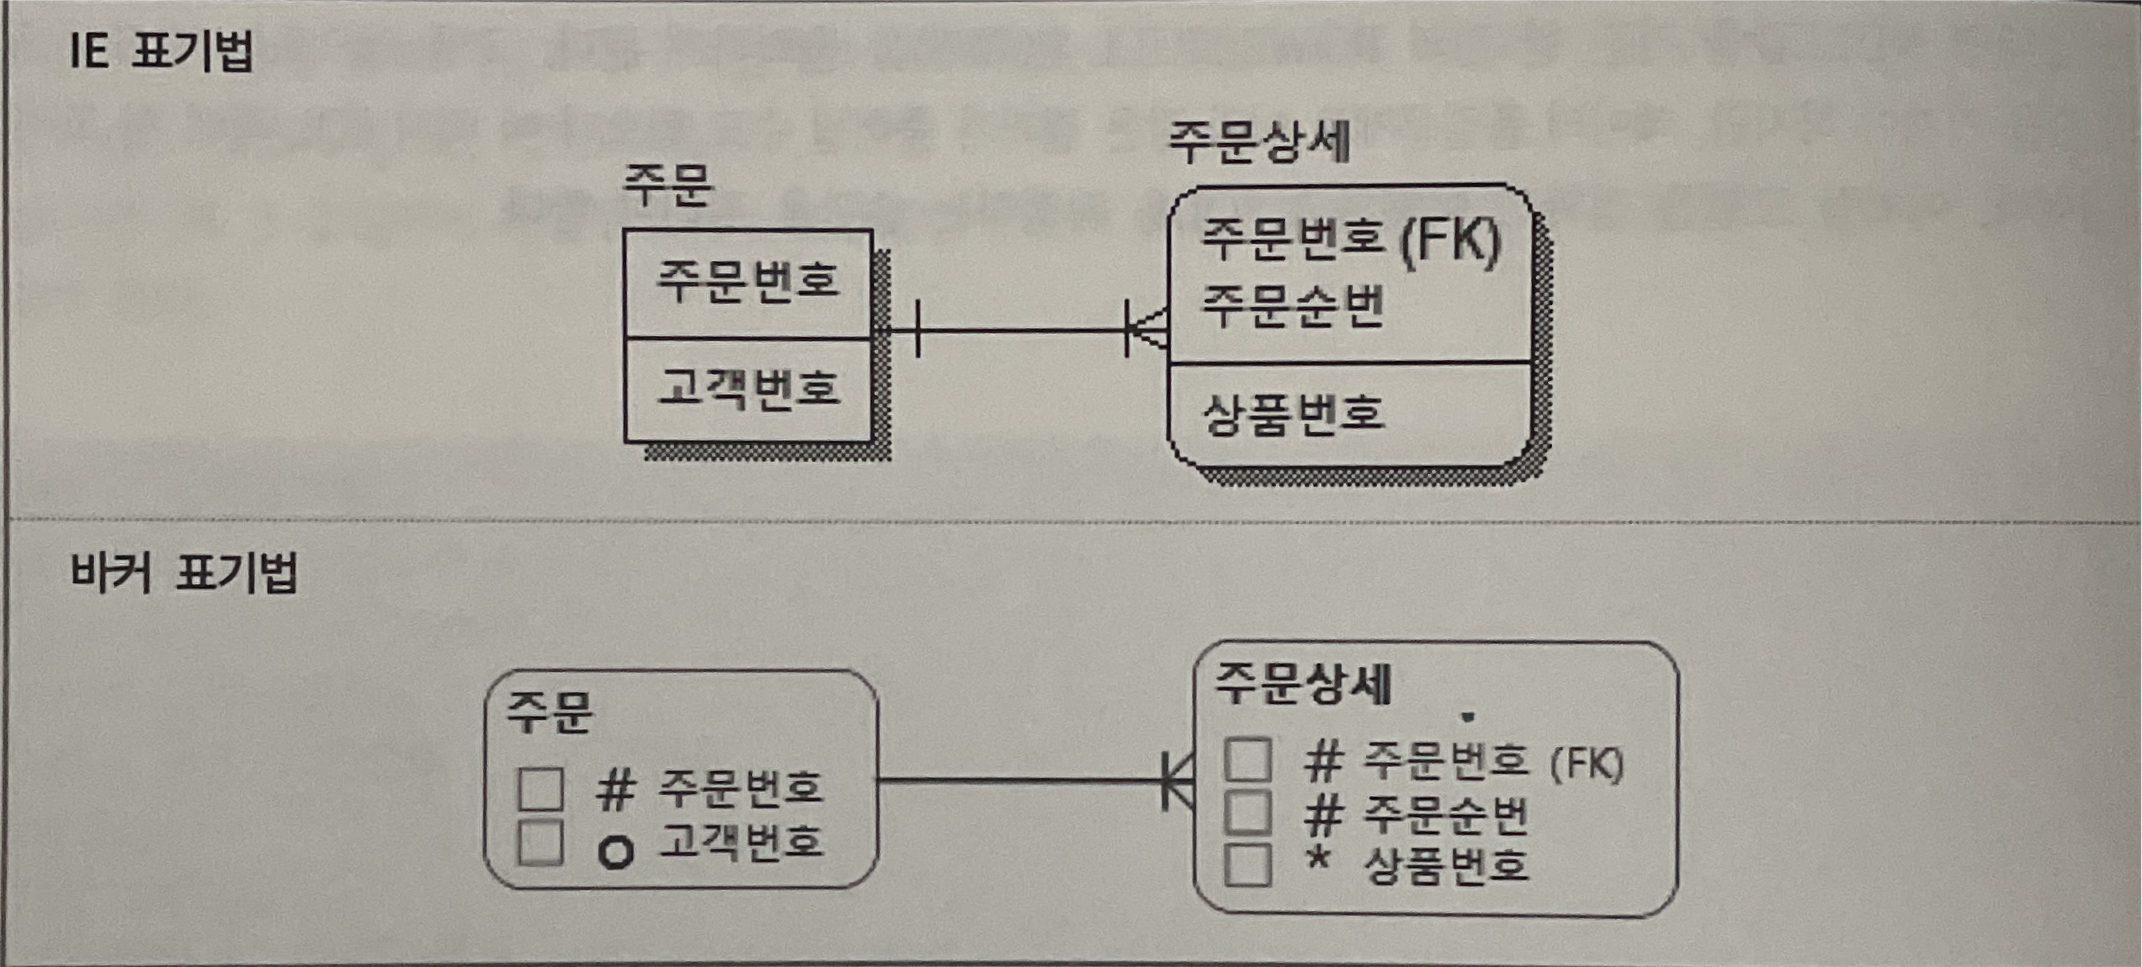 IE 표기법
주문
주문번호
고객번호
주문상세
주문번호 (FK)
주문순번
상품번호
바커 표기법
주문
# 주문번호
o 고객번호
주문상세
# 주문번호 (FK)
# 주문순번
* 상품번호